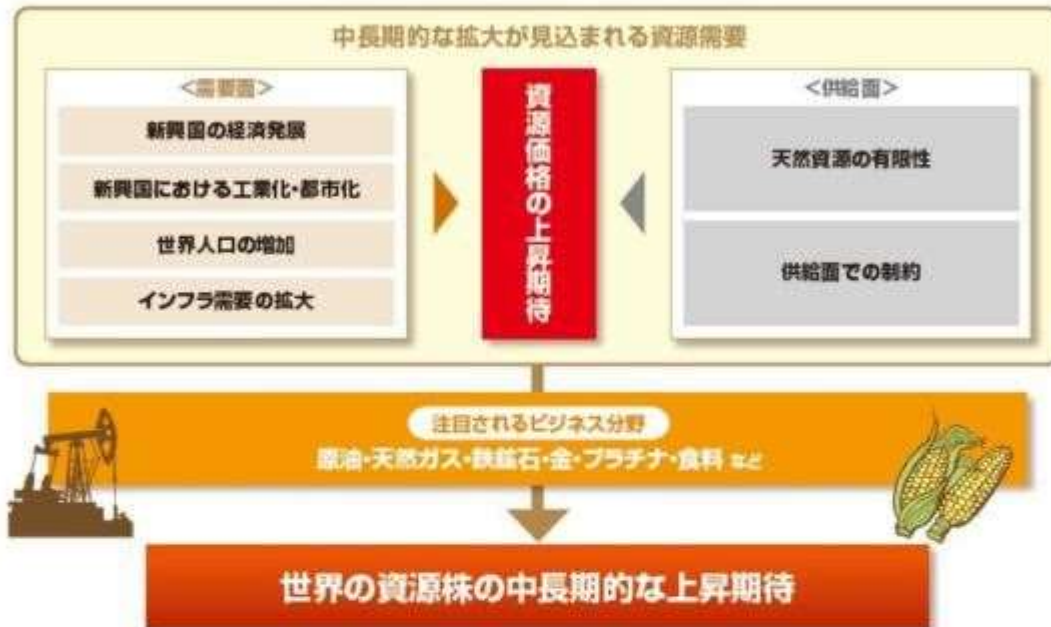 中長期的な拡大が見込まれる資源需要
＜需要面＞
新興国の経済発展
新興国における工業化・都市化
世界人口の増加
インフラ需要の拡大
資源価格の上昇期待
＜供給面＞
天然資源の有限性
供給面での制約
注目されるビジネス分野
原油・天然ガス・鉄鉱石・金・プラチナ・食料 など
世界の資源株の中長期的な上昇期待